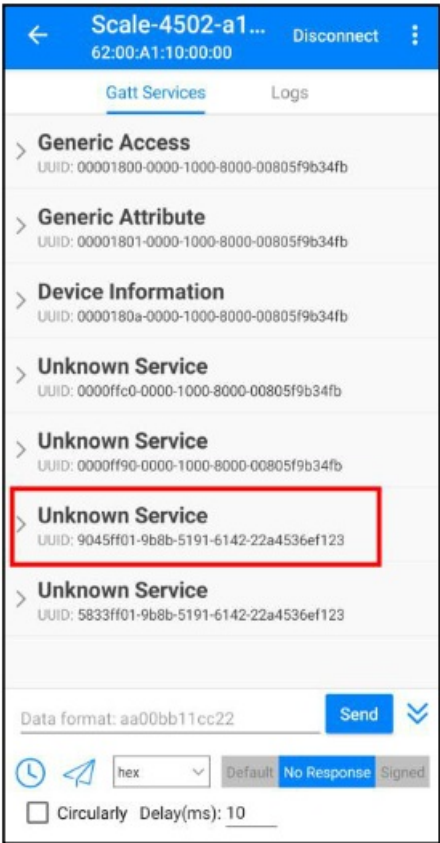 Scale-4502-a1...
Disconnect
62:00:A1:10:00:00
Gatt Services
Logs
Generic Access
UUID: 00001800-0000-1000-8000-00805f9b34fb
Generic Attribute
UUID: 00001801-0000-1000-8000-00805f9b34fb
Device Information
UUID: 0000180a-0000-1000-8000-00805f9b34fb
Unknown Service
UUID: 0000ffc0-0000-1000-8000-00805f9b34fb
Unknown Service
UUID: 0000ff90-0000-1000-8000-00805f9b34fb
Unknown Service
UUID: 9045ff01-9b8b-5191-6142-22a4536ef123
Unknown Service
UUID: 5833ff01-9b8b-5191-6142-22a4536ef123
Data format: aa00bb11cc22
Send
hex
Default No Response Signed
Circularly Delay(ms): 10